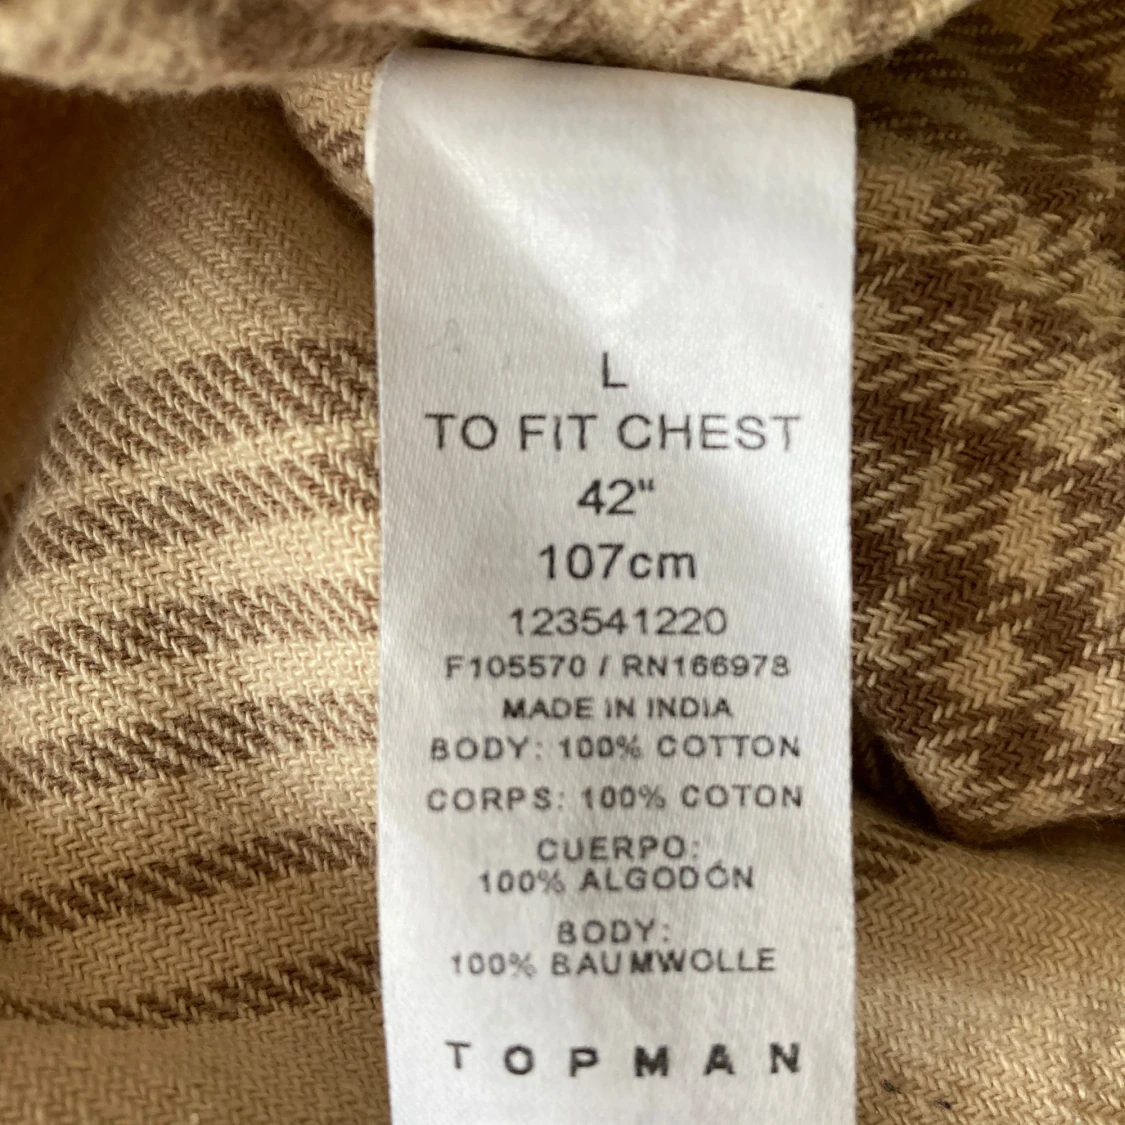 L
TO FIT CHEST
42"
107cm
123541220
F105570 / RN166978
MADE IN INDIA
BODY: 100% COTTON
CORPS: 100% COTON
CUERPO:
100% ALGODÓN
BODY:
100% BAUMWOLLE
TOPMAN